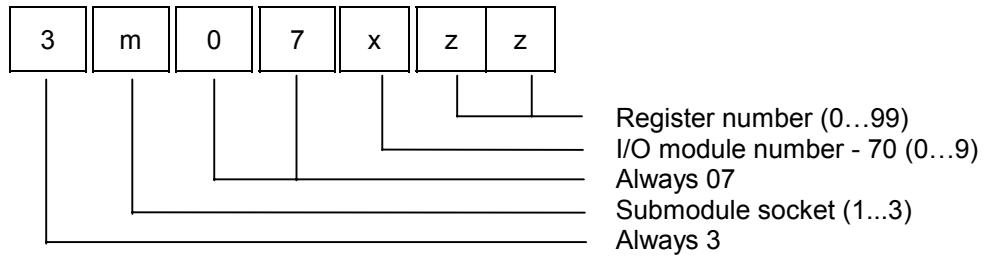 3 m 0 7 x z z
Register number (0…99)
I/O module number - 70 (0…9)
Always 07
Submodule socket (1...3)
Always 3